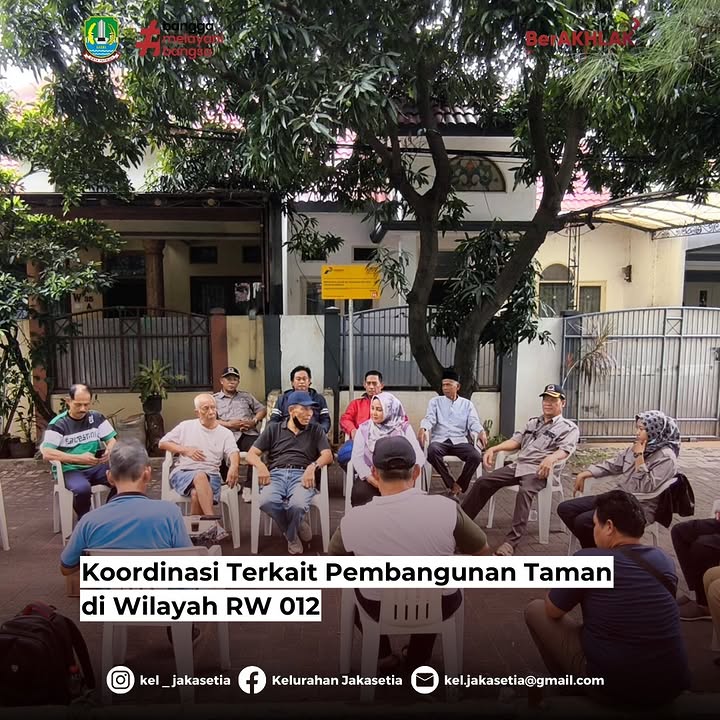 #bangga
melayani
bangsa
BerAKHLAK
Koordinasi Terkait Pembangunan Taman
di Wilayah RW 012
kel_jakasetia
Kelurahan Jakasetia
kel.jakasetia@gmail.com